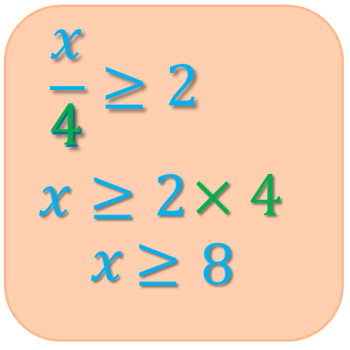 x/4 ≥ 2
x ≥ 2 × 4
x ≥ 8